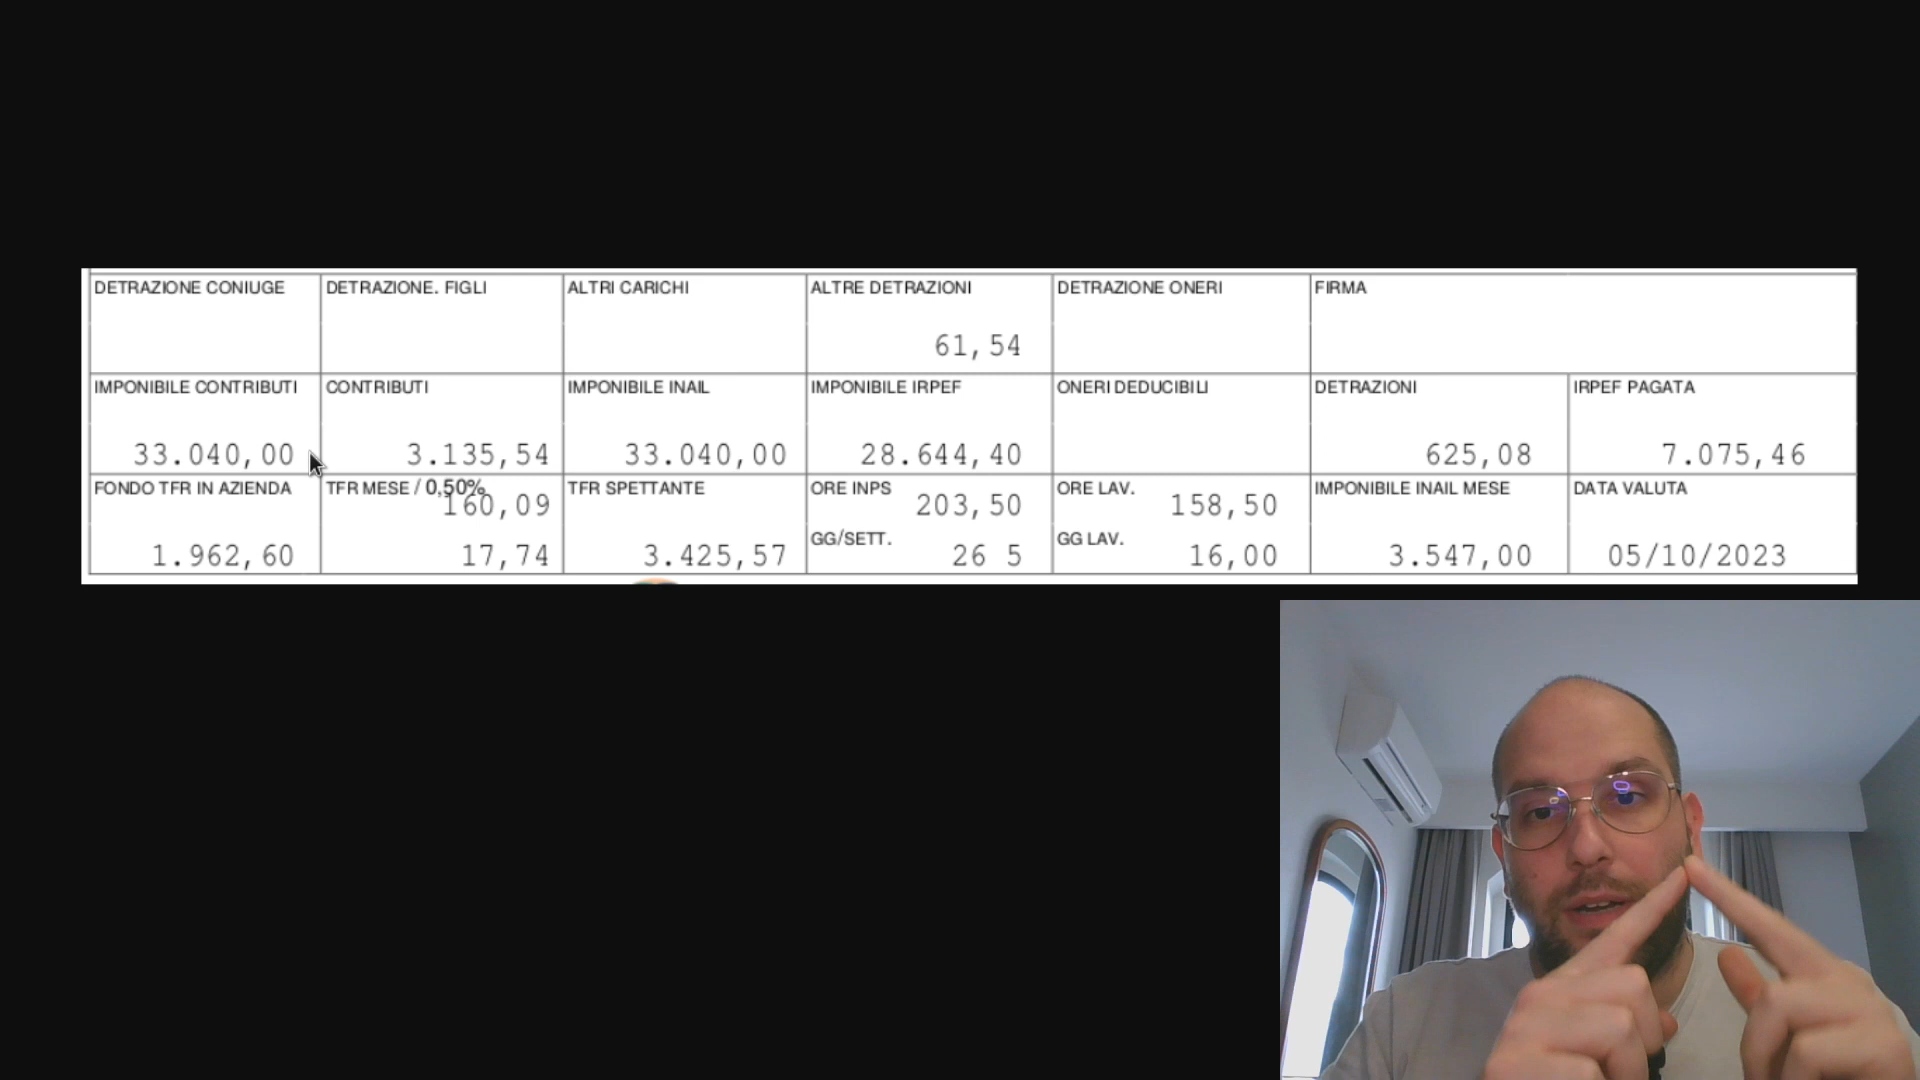 DETRAZIONE CONIUGE DETRAZIONE. FIGLI ALTRI CARICHI ALTRE DETRAZIONI DETRAZIONE ONERI FIRMA
61,54
IMPONIBILE CONTRIBUTI CONTRIBUTI IMPONIBILE INAIL IMPONIBILE IRPEF ONERI DEDUCIBILI DETRAZIONI IRPEF PAGATA
33.040,00 3.135,54 33.040,00 28.644,40 625,08 7.075,46
FONDO TFR IN AZIENDA TFR MESE / 0,50% TFR SPETTANTE ORE INPS ORE LAV. IMPONIBILE INAIL MESE DATA VALUTA
160,09 203,50 158,50
GG/SETT. GG LAV.
1.962,60 17,74 3.425,57 26 5 16,00 3.547,00 05/10/2023